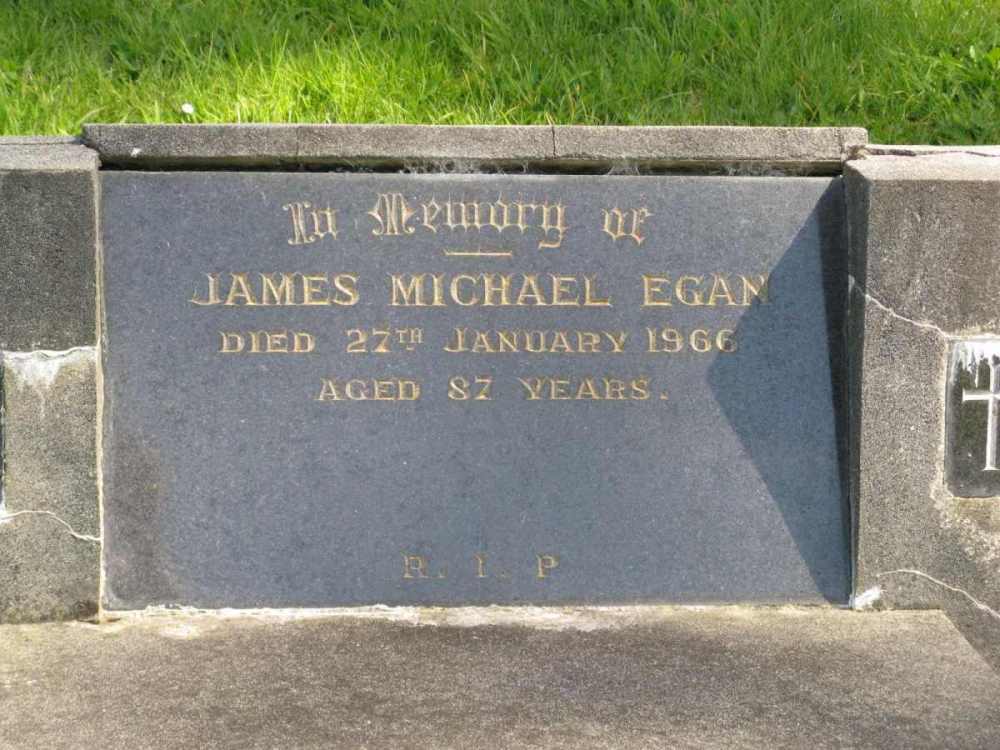 In Memory of
JAMES MICHAEL EGAN
DIED 27TH JANUARY 1966
AGED 87 YEARS.
R. I. P